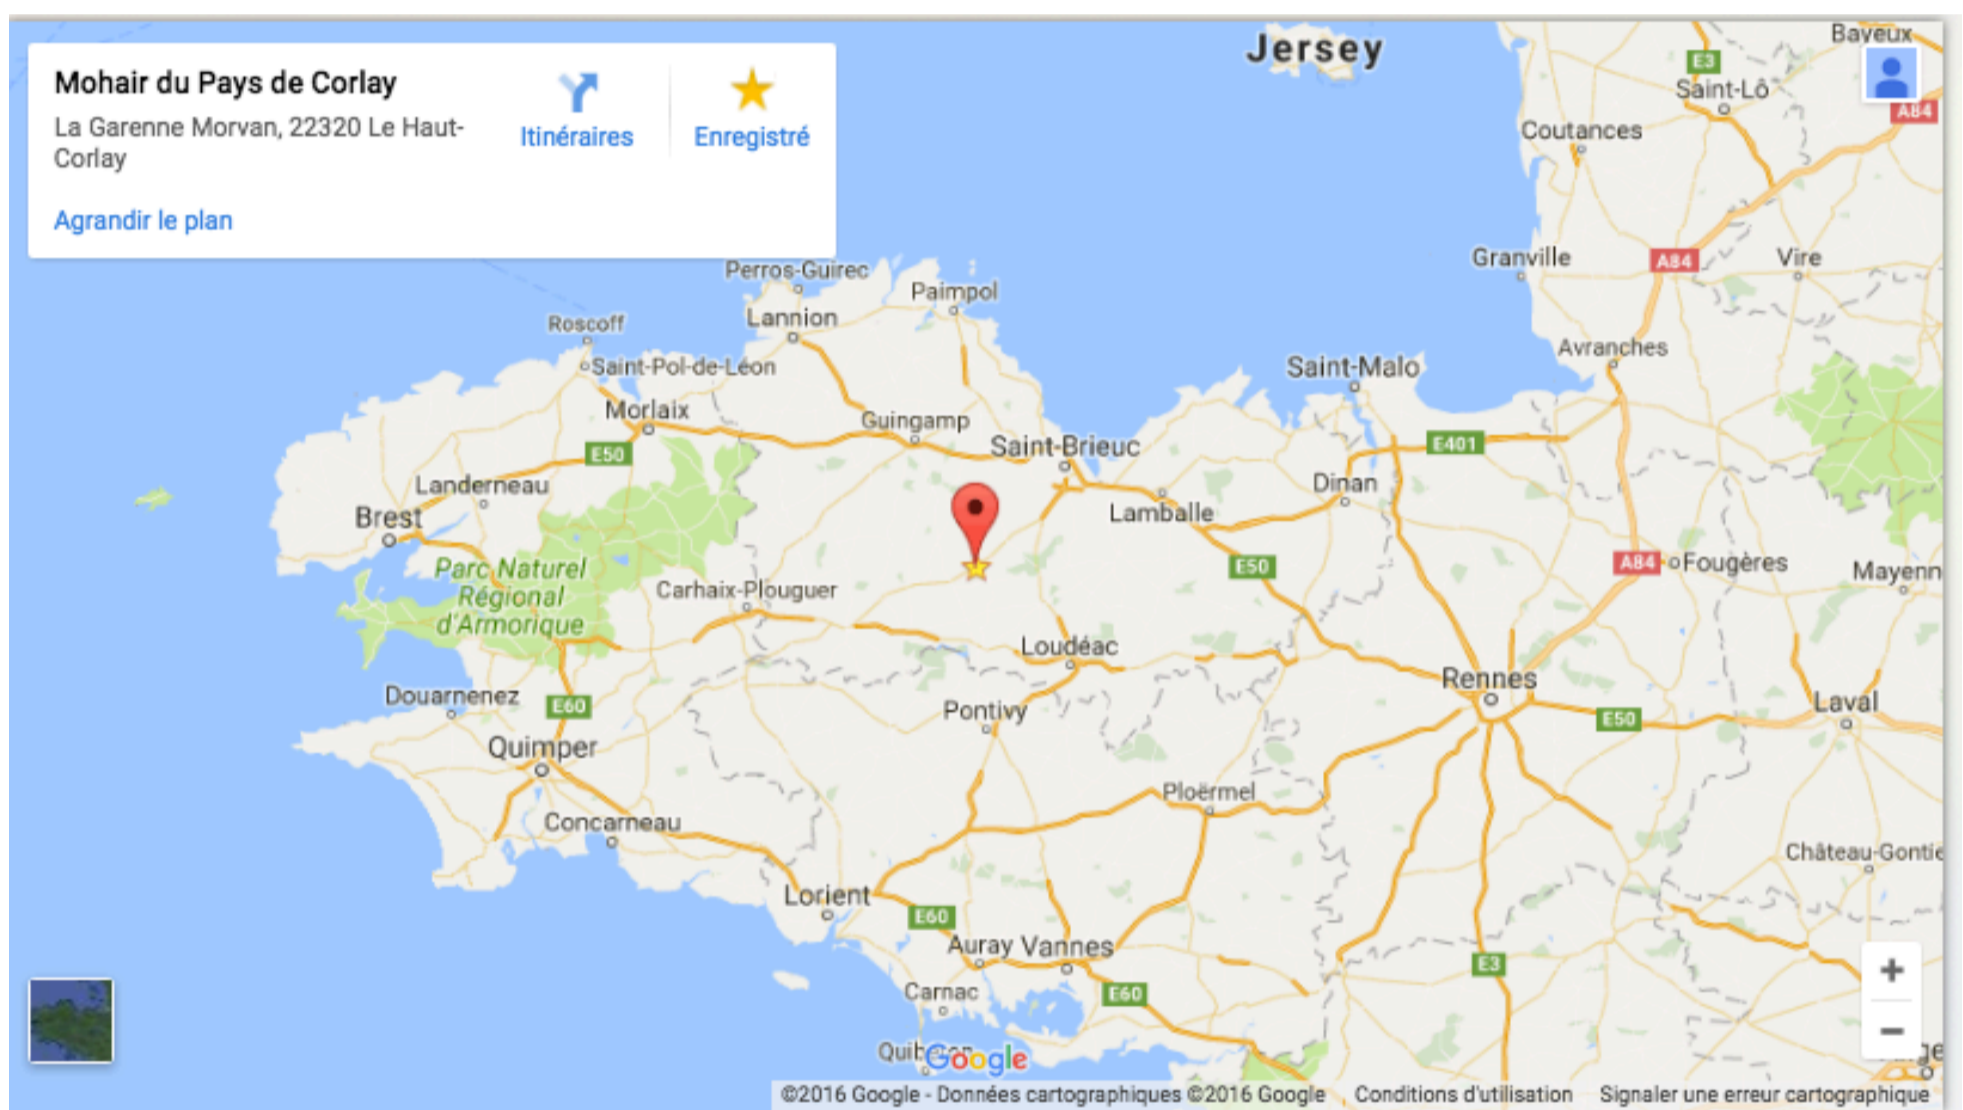 Mohair du Pays de Corlay
La Garenne Morvan, 22320 Le Haut-
Corlay
Agrandir le plan
Itinéraires
Enregistré
Jersey
Bayeux
E3
Saint-Lô
A84
Coutances
Granville
A84
Vire
Perros-Guirec
Paimpol
Lannion
Roscoff
Saint-Pol-de-Léon
Avranches
Saint-Malo
Morlaix
Guingamp
E50
Saint-Brieuc
E401
Landerneau
Dinan
Brest
Lamballe
Parc Naturel
Régional
d'Armorique
E50
A84
Fougères
Mayenn
Carhaix-Plouguer
Loudéac
Rennes
Douarnenez
E60
Pontivy
E50
Laval
Quimper
Ploërmel
Concarneau
Château-Gontie
Lorient
E60
Auray
Vannes
E3
Carnac
E60
+
−
Google
©2016 Google - Données cartographiques ©2016 Google
Conditions d'utilisation
Signaler une erreur cartographique